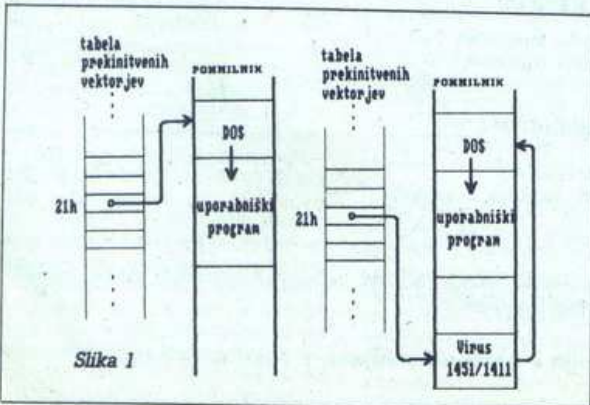 tabela
prekinitvenih
vektorjev
POMNILNIK
DOS
uporabniški
program
21h
tabela
prekinitvenih
vektorjev
POMNILNIK
DOS
uporabniški
program
21h
Virus
1451/1411
Slika 1